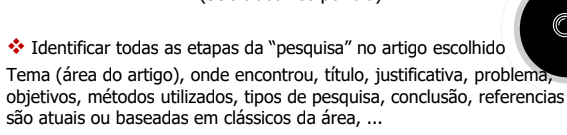 ❖ Identificar todas as etapas da “pesquisa” no artigo escolhido
Tema (área do artigo), onde encontrou, título, justificativa, problema,
objetivos, métodos utilizados, tipos de pesquisa, conclusão, referencias
são atuais ou baseadas em clássicos da área, ...